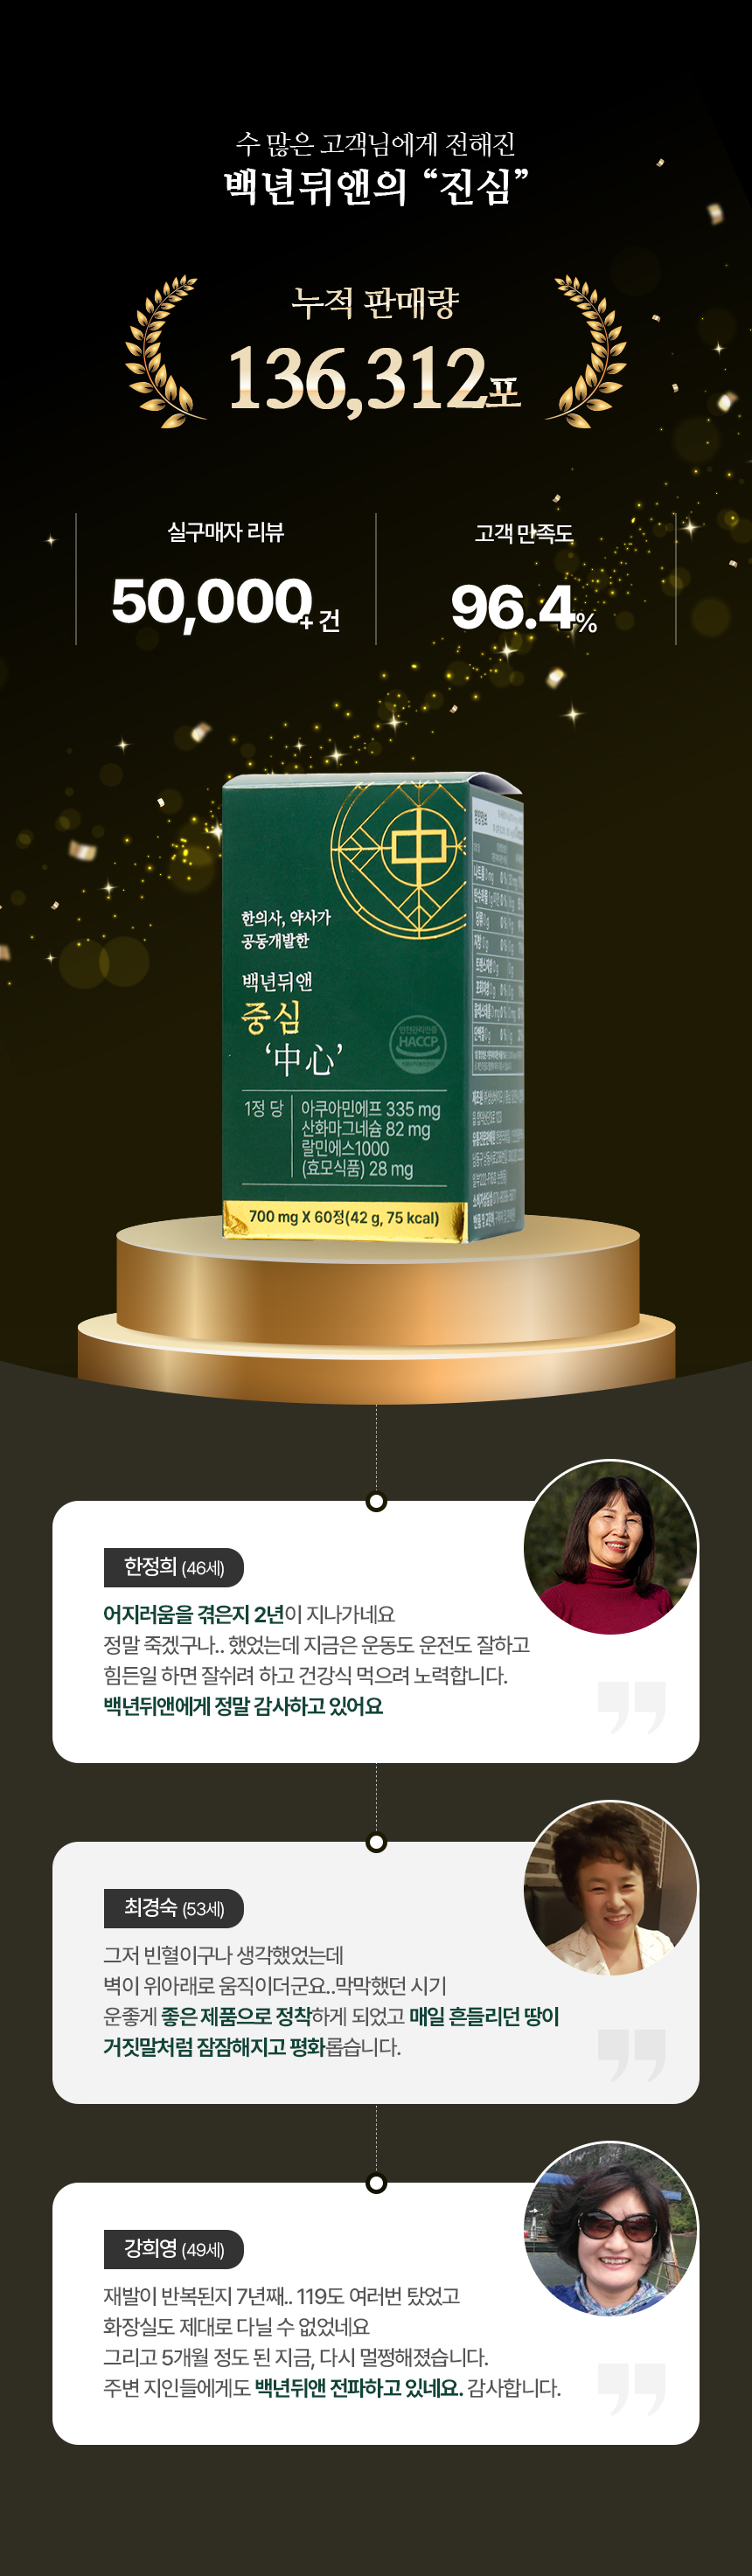 수 많은 고객님에게 전해진
백년뒤앤의 “진심”
누적 판매량
136,312포
실구매자 리뷰
50,000+ 건
고객 만족도
96.4%
中
한의사, 약사가
공동개발한
백년뒤앤
중심
‘中心’
HACCP
1정 당
아쿠아민에프 335 mg
산화마그네슘 82 mg
랄민에스1000
(효모식품) 28 mg
700 mg X 60정(42 g, 75 kcal)
한정희 (46세)
어지러움을 겪은지 2년이 지나가네요
정말 죽겠구나.. 했었는데 지금은 운동도 운전도 잘하고
힘든일 하면 잘쉬려 하고 건강식 먹으려 노력합니다.
백년뒤앤에게 정말 감사하고 있어요
최경숙 (53세)
그저 빈혈이구나 생각했었는데
벽이 위아래로 움직이더군요..막막했던 시기
운좋게 좋은 제품으로 정착하게 되었고 매일 흔들리던 땅이
거짓말처럼 잠잠해지고 평화롭습니다.
강희영 (49세)
재발이 반복된지 7년째.. 119도 여러번 탔었고
화장실도 제대로 다닐 수 없었네요
그리고 5개월 정도 된 지금, 다시 멀쩡해졌습니다.
주변 지인들에게도 백년뒤앤 전파하고 있네요. 감사합니다.